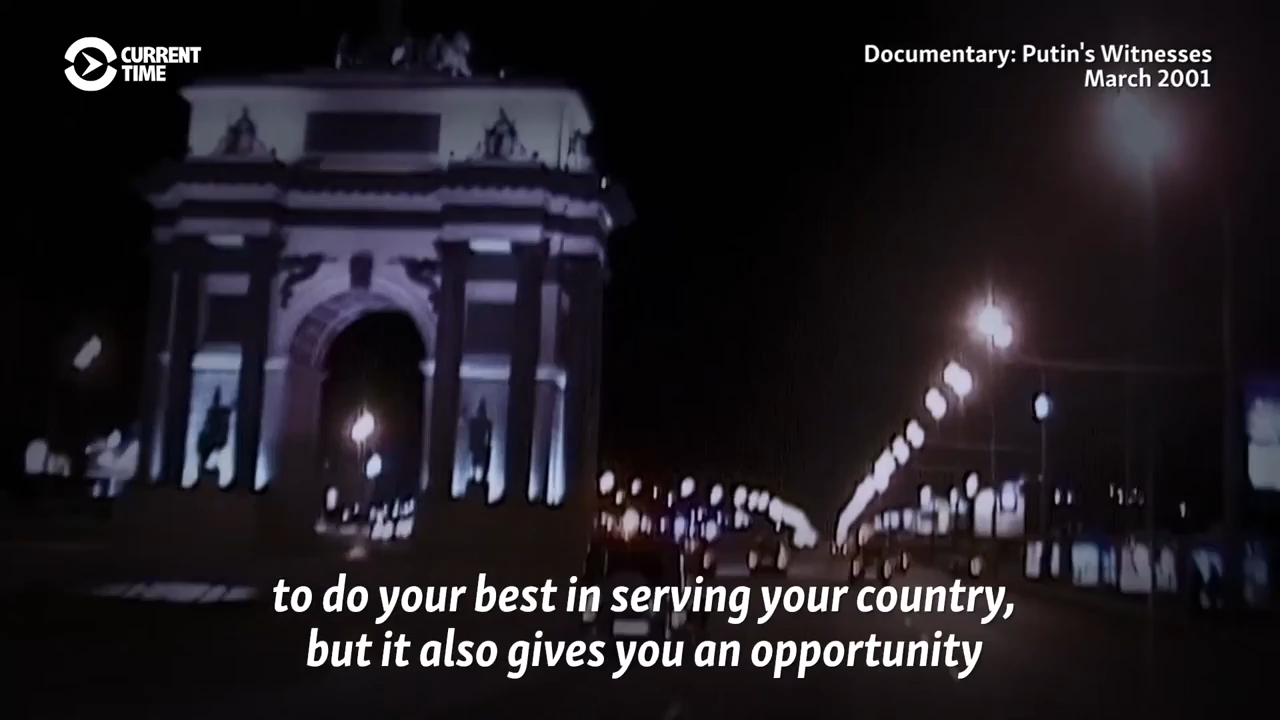 CURRENT
TIME
Documentary: Putin's Witnesses
March 2001
to do your best in serving your country,
but it also gives you an opportunity